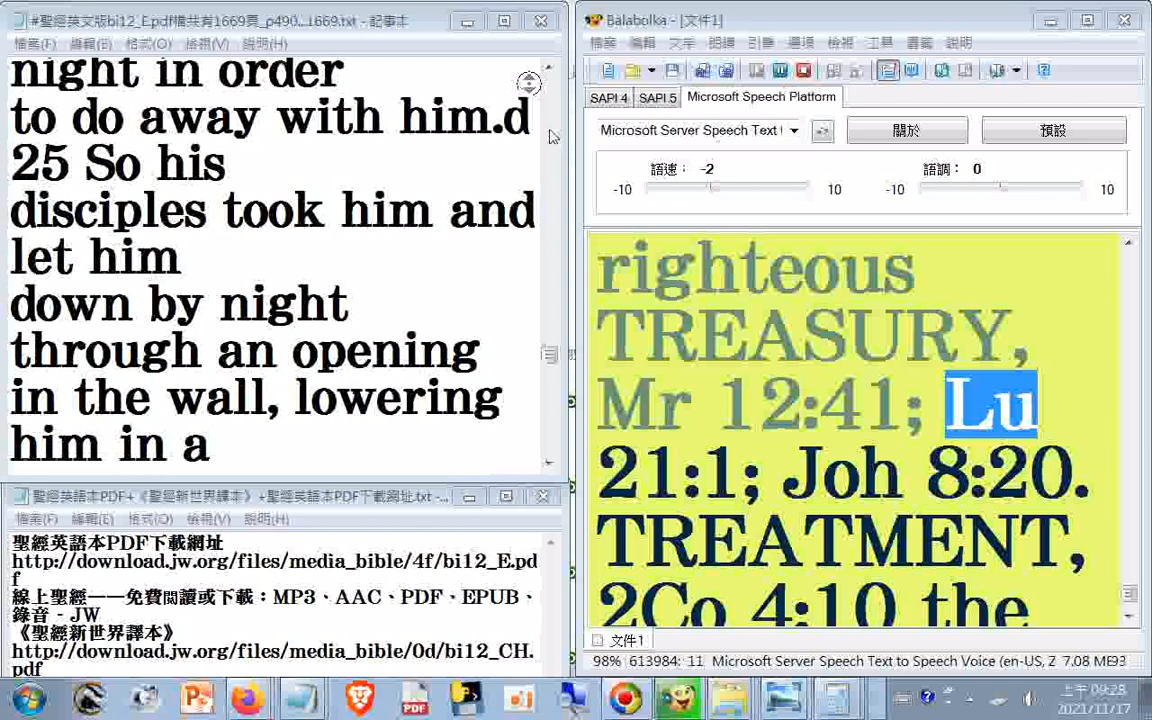 #聖經英文版bi12_E.pdf檔共有1669頁_p490...1669.txt - 記事本
檔案(F) 編輯(E) 格式(O) 檢視(V) 說明(H)
night in order
to do away with him.d
25 So his
disciples took him and
let him
down by night
through an opening
in the wall, lowering
him in a
聖經英語本PDF+《聖經新世界譯本》+聖經英語本PDF下載網址.txt - ...
檔案(F) 編輯(E) 格式(O) 檢視(V) 說明(H)
聖經英語本PDF下載網址
http://download.jw.org/files/media_bible/4f/bi12_E.pd
f
線上聖經——免費閱讀或下載：MP3、AAC、PDF、EPUB、
錄音 - JW
《聖經新世界譯本》
http://download.jw.org/files/media_bible/0d/bi12_CH.
pdf
Balabolka - [文件1]
檔案 編輯 文字 朗讀 引擎 選項 檢視 工具 書籤 說明
SAPI 4 SAPI 5 Microsoft Speech Platform
Microsoft Server Speech Text
關於 預設
語速： -2 語調： 0
-10 10 -10 10
righteous
TREASURY,
Mr 12:41; Lu
21:1; Joh 8:20.
TREATMENT,
2Co 4:10 the
文件1
98% 613984: 11 Microsoft Server Speech Text to Speech Voice (en-US, Z 7.08 ME93
上午 09:28
2021/11/17